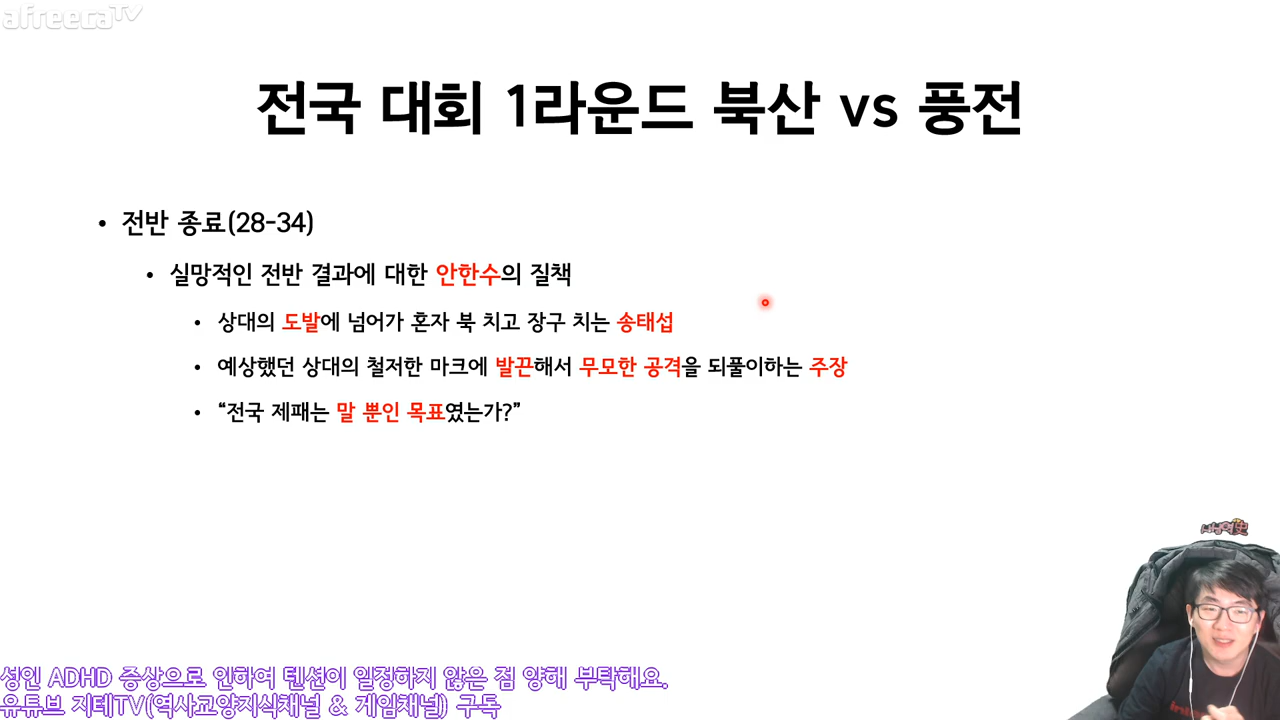 afreecaTV
전국 대회 1라운드 북산 vs 풍전
• 전반 종료(28-34)
• 실망적인 전반 결과에 대한 안한수의 질책
• 상대의 도발에 넘어가 혼자 북 치고 장구 치는 송태섭
• 예상했던 상대의 철저한 마크에 발끈해서 무모한 공격을 되풀이하는 주장
• “전국 제패는 말 뿐인 목표였는가?”
성인 ADHD 증상으로 인하여 텐션이 일정하지 않은 점 양해 부탁해요.
유튜브 지테TV(역사교양지식채널 & 게임채널) 구독